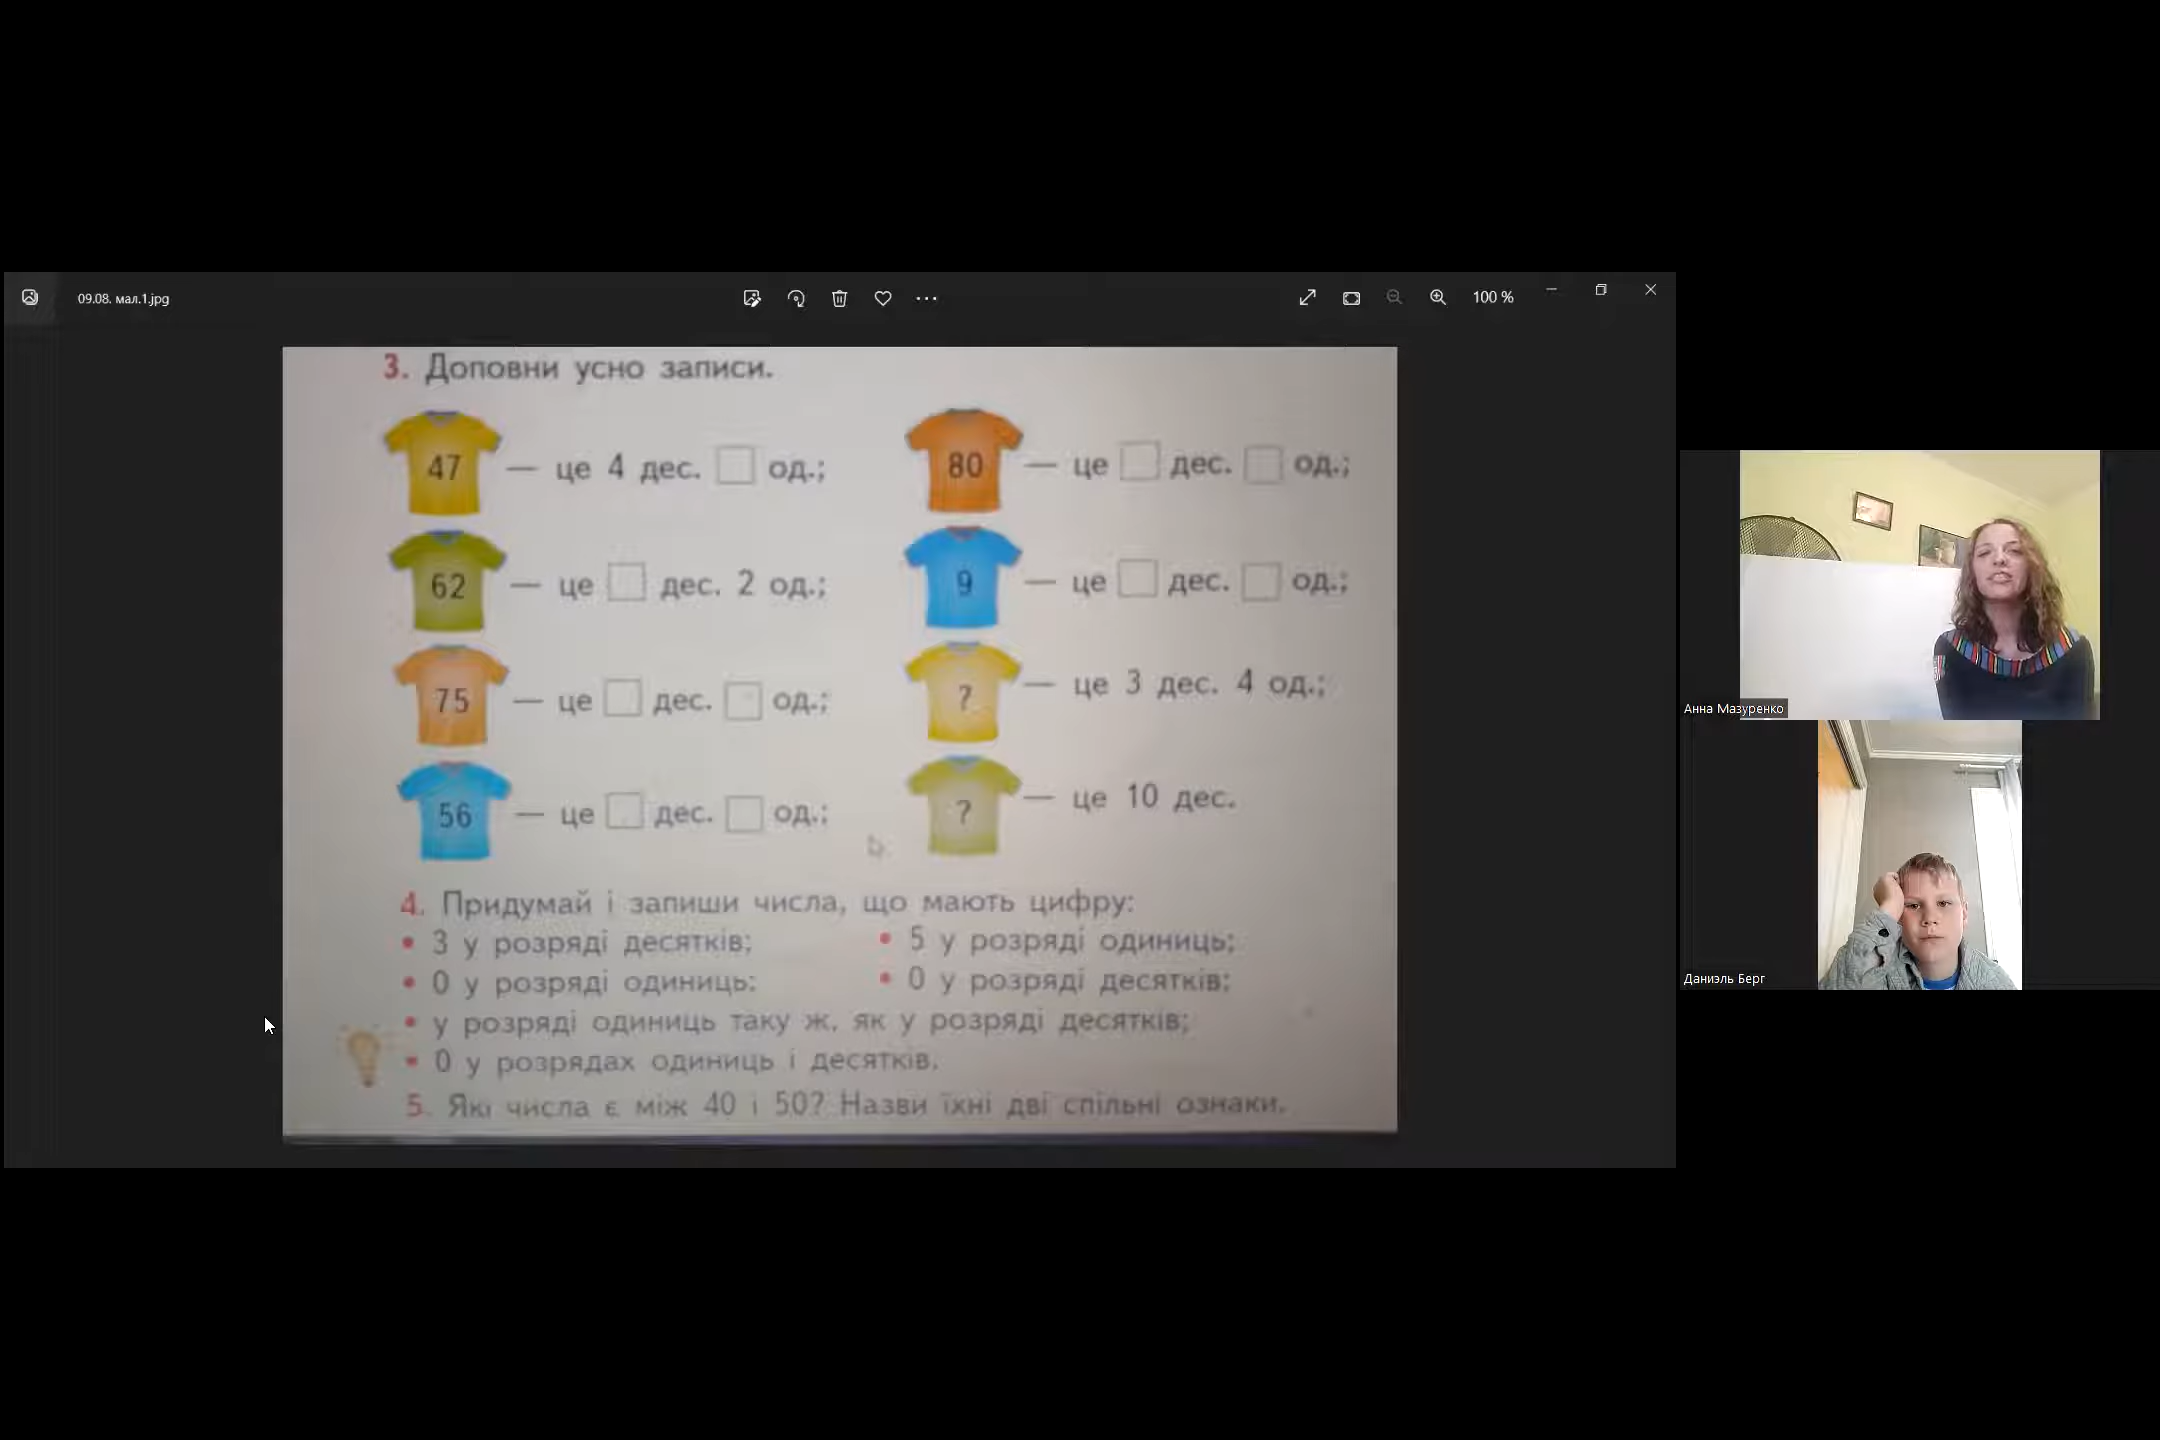 09.08. мал.1.jpg
100 %
3. Доповни усно записи.
47 — це 4 дес. од.;
80 — це дес. од.;
62 — це дес. 2 од.;
9 — це дес. од.;
75 — це дес. од.;
? — це 3 дес. 4 од.;
56 — це дес. од.;
? — це 10 дес.
4. Придумай і запиши числа, що мають цифру:
• 3 у розряді десятків;
• 5 у розряді одиниць;
• 0 у розряді одиниць;
• 0 у розряді десятків;
• у розряді одиниць таку ж, як у розряді десятків;
• 0 у розрядах одиниць і десятків.
5. Які числа є між 40 і 50? Назви їхні дві спільні ознаки.
Анна Мазуренко
Даниэль Берг